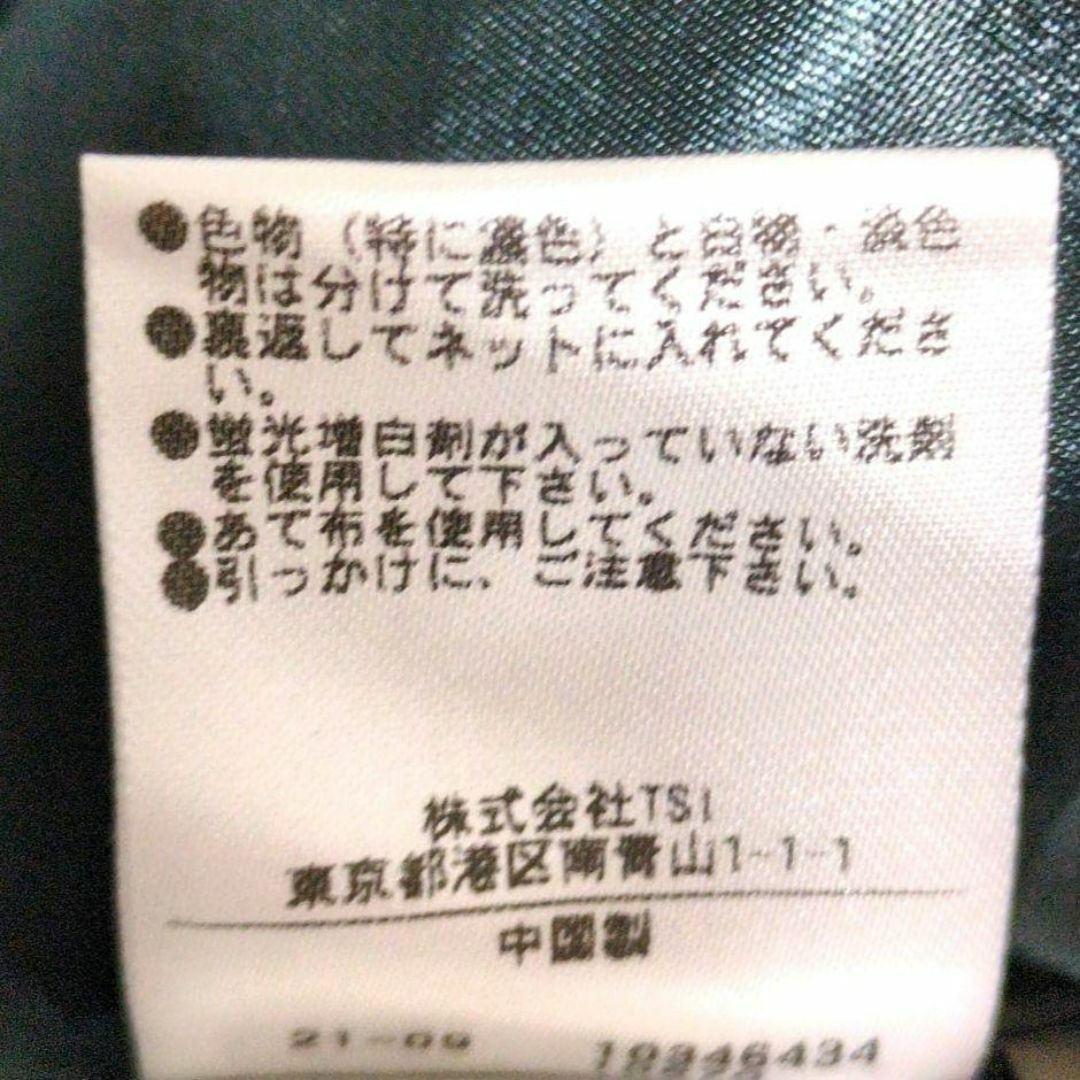 ●色物（特に濃色）と白物・淡色
物は分けて洗ってください。
●裏返してネットに入れてくださ
い。
●蛍光増白剤が入っていない洗剤
を使用して下さい。
●あて布を使用してください。
●引っかけに、ご注意下さい。
株式会社TSI
東京都港区南青山1-1-1
中国製
21-09